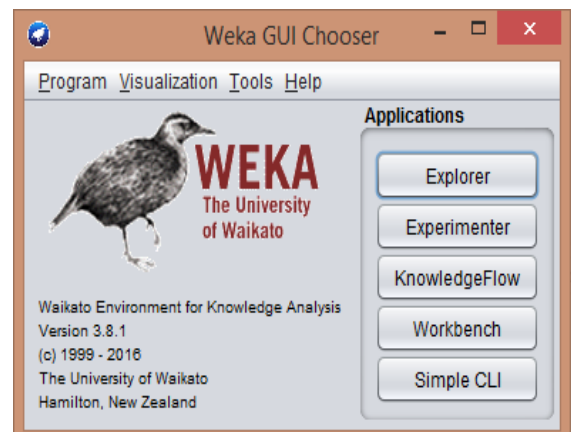 Weka GUI Chooser
Program Visualization Tools Help
Applications
WEKA
The University
of Waikato
Explorer
Experimenter
KnowledgeFlow
Workbench
Simple CLI
Waikato Environment for Knowledge Analysis
Version 3.8.1
(c) 1999 - 2016
The University of Waikato
Hamilton, New Zealand